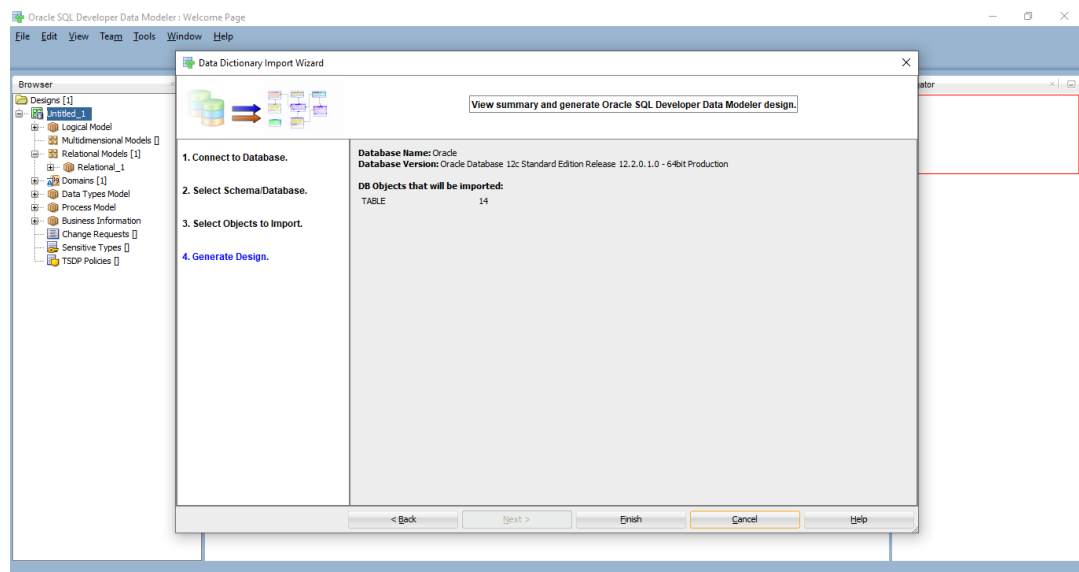 Oracle SQL Developer Data Modeler : Welcome Page
File Edit View Team Tools Window Help
Data Dictionary Import Wizard
Browser
Designs [1]
Untitled_1
Logical Model
Multidimensional Models []
Relational Models [1]
Relational_1
Domains [1]
Data Types Model
Process Model
Business Information
Change Requests []
Sensitive Types []
TSDP Policies []
View summary and generate Oracle SQL Developer Data Modeler design.
1. Connect to Database.
2. Select Schema/Database.
3. Select Objects to Import.
4. Generate Design.
Database Name: Oracle
Database Version: Oracle Database 12c Standard Edition Release 12.2.0.1.0 - 64bit Production
DB Objects that will be imported:
TABLE 14
< Back Next > Finish Cancel Help
ator